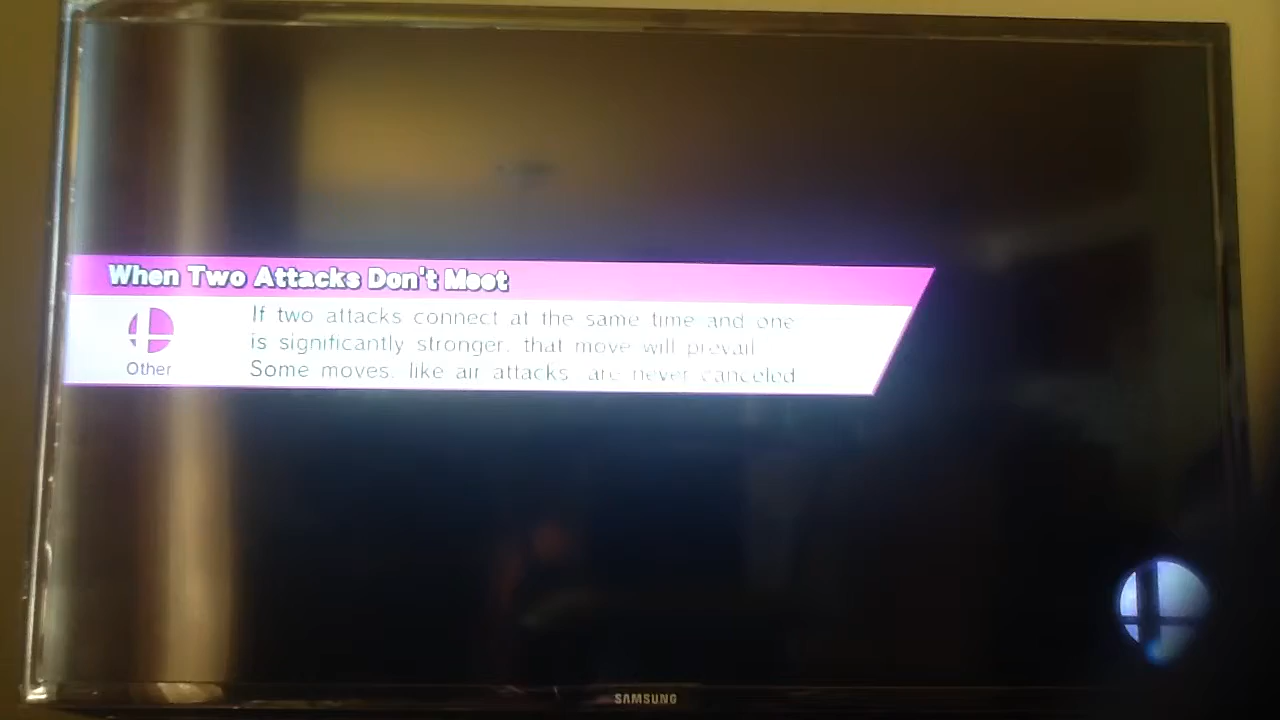 When Two Attacks Don't Meet
If two attacks connect at the same time and one
is significantly stronger, that move will prevail.
Some moves, like air attacks, are never canceled.
Other
SAMSUNG